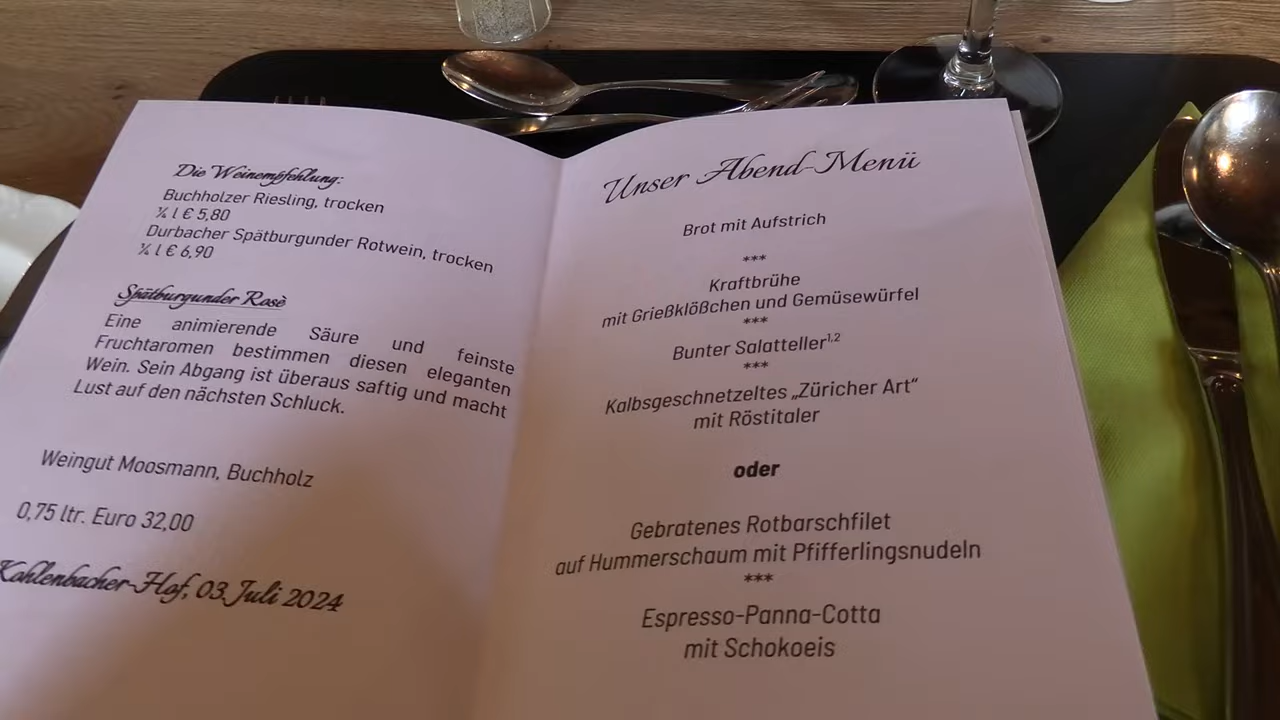 Die Weinempfehlung:
Buchholzer Riesling, trocken
¼ l € 5,80
Durbacher Spätburgunder Rotwein, trocken
¼ l € 6,90
Spätburgunder Rosè
Eine animierende Säure und feinste
Fruchtaromen bestimmen diesen eleganten
Wein. Sein Abgang ist überaus saftig und macht
Lust auf den nächsten Schluck.
Weingut Moosmann, Buchholz
0,75 ltr. Euro 32,00
Kohlenbacher-Hof, 03.Juli 2024
Unser Abend-Menü
Brot mit Aufstrich
***
Kraftbrühe
mit Grießklößchen und Gemüsewürfel
***
Bunter Salatteller1,2
***
Kalbsgeschnetzeltes „Züricher Art“
mit Röstitaler
oder
Gebratenes Rotbarschfilet
auf Hummerschaum mit Pfifferlingsnudeln
***
Espresso-Panna-Cotta
mit Schokoeis